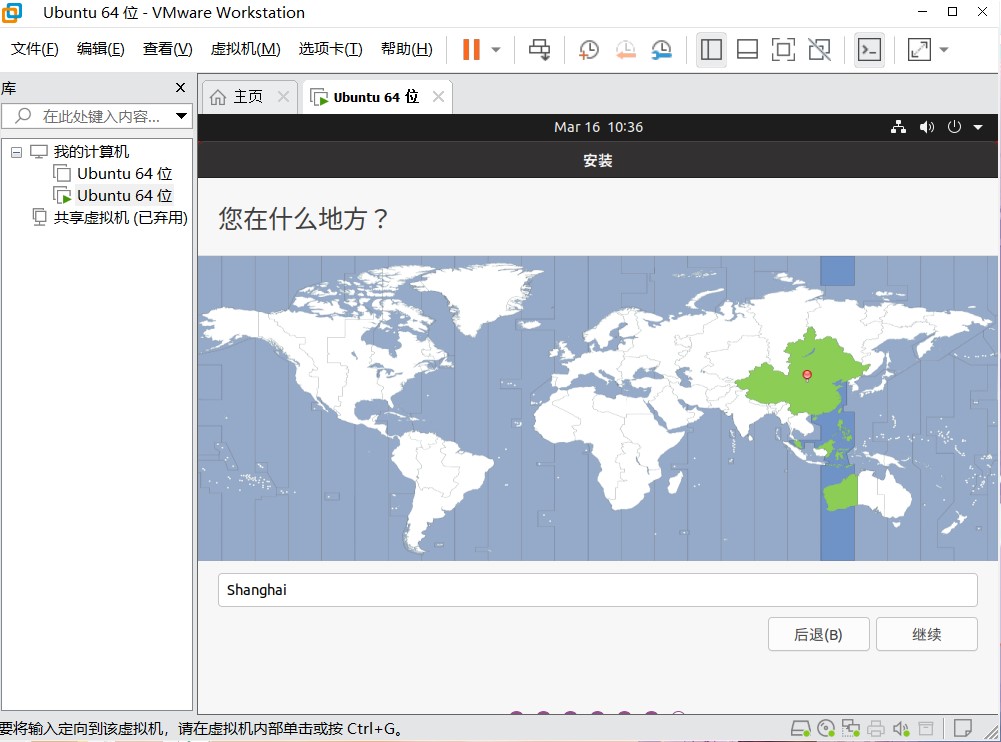 Ubuntu 64 位 - VMware Workstation
文件(F) 编辑(E) 查看(V) 虚拟机(M) 选项卡(T) 帮助(H)
库
在此处键入内容...
我的计算机
Ubuntu 64 位
Ubuntu 64 位
共享虚拟机 (已弃用)
主页 Ubuntu 64 位
Mar 16 10:36
安装
您在什么地方？
Shanghai
后退(B) 继续
要将输入定向到该虚拟机，请在虚拟机内部单击或按 Ctrl+G。